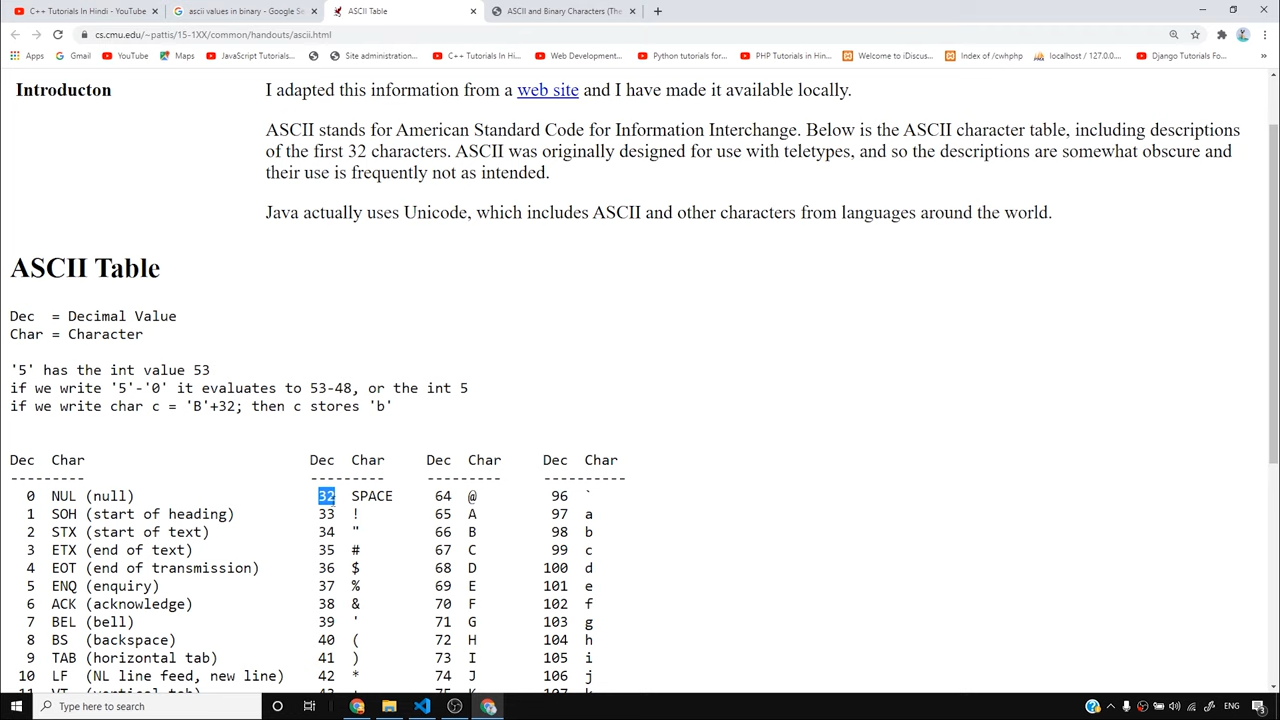 C++ Tutorials In Hindi - YouTube
ascii values in binary - Google Se
ASCII Table
ASCII and Binary Characters (The
cs.cmu.edu/~pattis/15-1XX/common/handouts/ascii.html
Apps Gmail YouTube Maps JavaScript Tutorials... Site administration... C++ Tutorials In Hi... Web Development... Python tutorials for... PHP Tutorials in Hin... Welcome to iDiscus... Index of /cwhphp localhost / 127.0.0... Django Tutorials Fo...
Introducton
I adapted this information from a web site and I have made it available locally.
ASCII stands for American Standard Code for Information Interchange. Below is the ASCII character table, including descriptions
of the first 32 characters. ASCII was originally designed for use with teletypes, and so the descriptions are somewhat obscure and
their use is frequently not as intended.
Java actually uses Unicode, which includes ASCII and other characters from languages around the world.
ASCII Table
Dec = Decimal Value
Char = Character
'5' has the int value 53
if we write '5'-'0' it evaluates to 53-48, or the int 5
if we write char c = 'B'+32; then c stores 'b'
Dec Char Dec Char Dec Char Dec Char
--------- --------- --------- ----------
0 NUL (null) 32 SPACE 64 @ 96 `
1 SOH (start of heading) 33 ! 65 A 97 a
2 STX (start of text) 34 " 66 B 98 b
3 ETX (end of text) 35 # 67 C 99 c
4 EOT (end of transmission) 36 $ 68 D 100 d
5 ENQ (enquiry) 37 % 69 E 101 e
6 ACK (acknowledge) 38 & 70 F 102 f
7 BEL (bell) 39 ' 71 G 103 g
8 BS (backspace) 40 ( 72 H 104 h
9 TAB (horizontal tab) 41 ) 73 I 105 i
10 LF (NL line feed, new line) 42 * 74 J 106 j
11 VT (vertical tab) 43 + 75 K 107 k
Type here to search
ENG